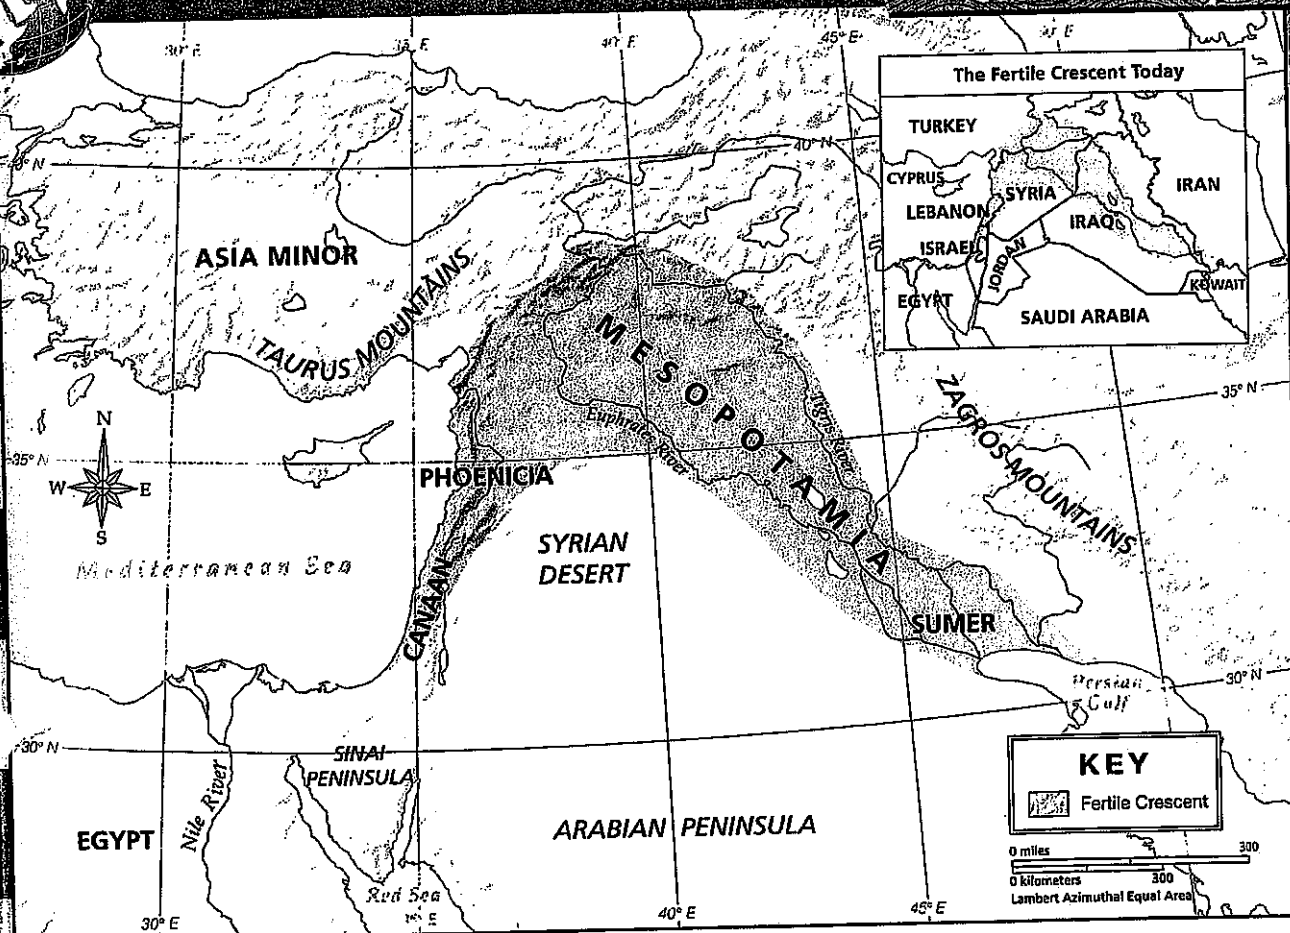 30° E
35° E
40° E
45° E
The Fertile Crescent Today
TURKEY
CYPRUS
SYRIA
IRAN
LEBANON
IRAQ
ISRAEL
JORDAN
KUWAIT
EGYPT
SAUDI ARABIA
40° N
ASIA MINOR
TAURUS MOUNTAINS
MESOPOTAMIA
Euphrates River
Tigris River
ZAGROS MOUNTAINS
35° N
N
W E
S
35° N
PHOENICIA
SYRIAN
DESERT
Mediterranean Sea
CANAAN
SUMER
Persian
Gulf
30° N
30° N
SINAI
PENINSULA
Nile River
EGYPT
ARABIAN PENINSULA
Red Sea
KEY
Fertile Crescent
0 miles 300
0 kilometers 300
Lambert Azimuthal Equal Area
30° E
40° E
45° E